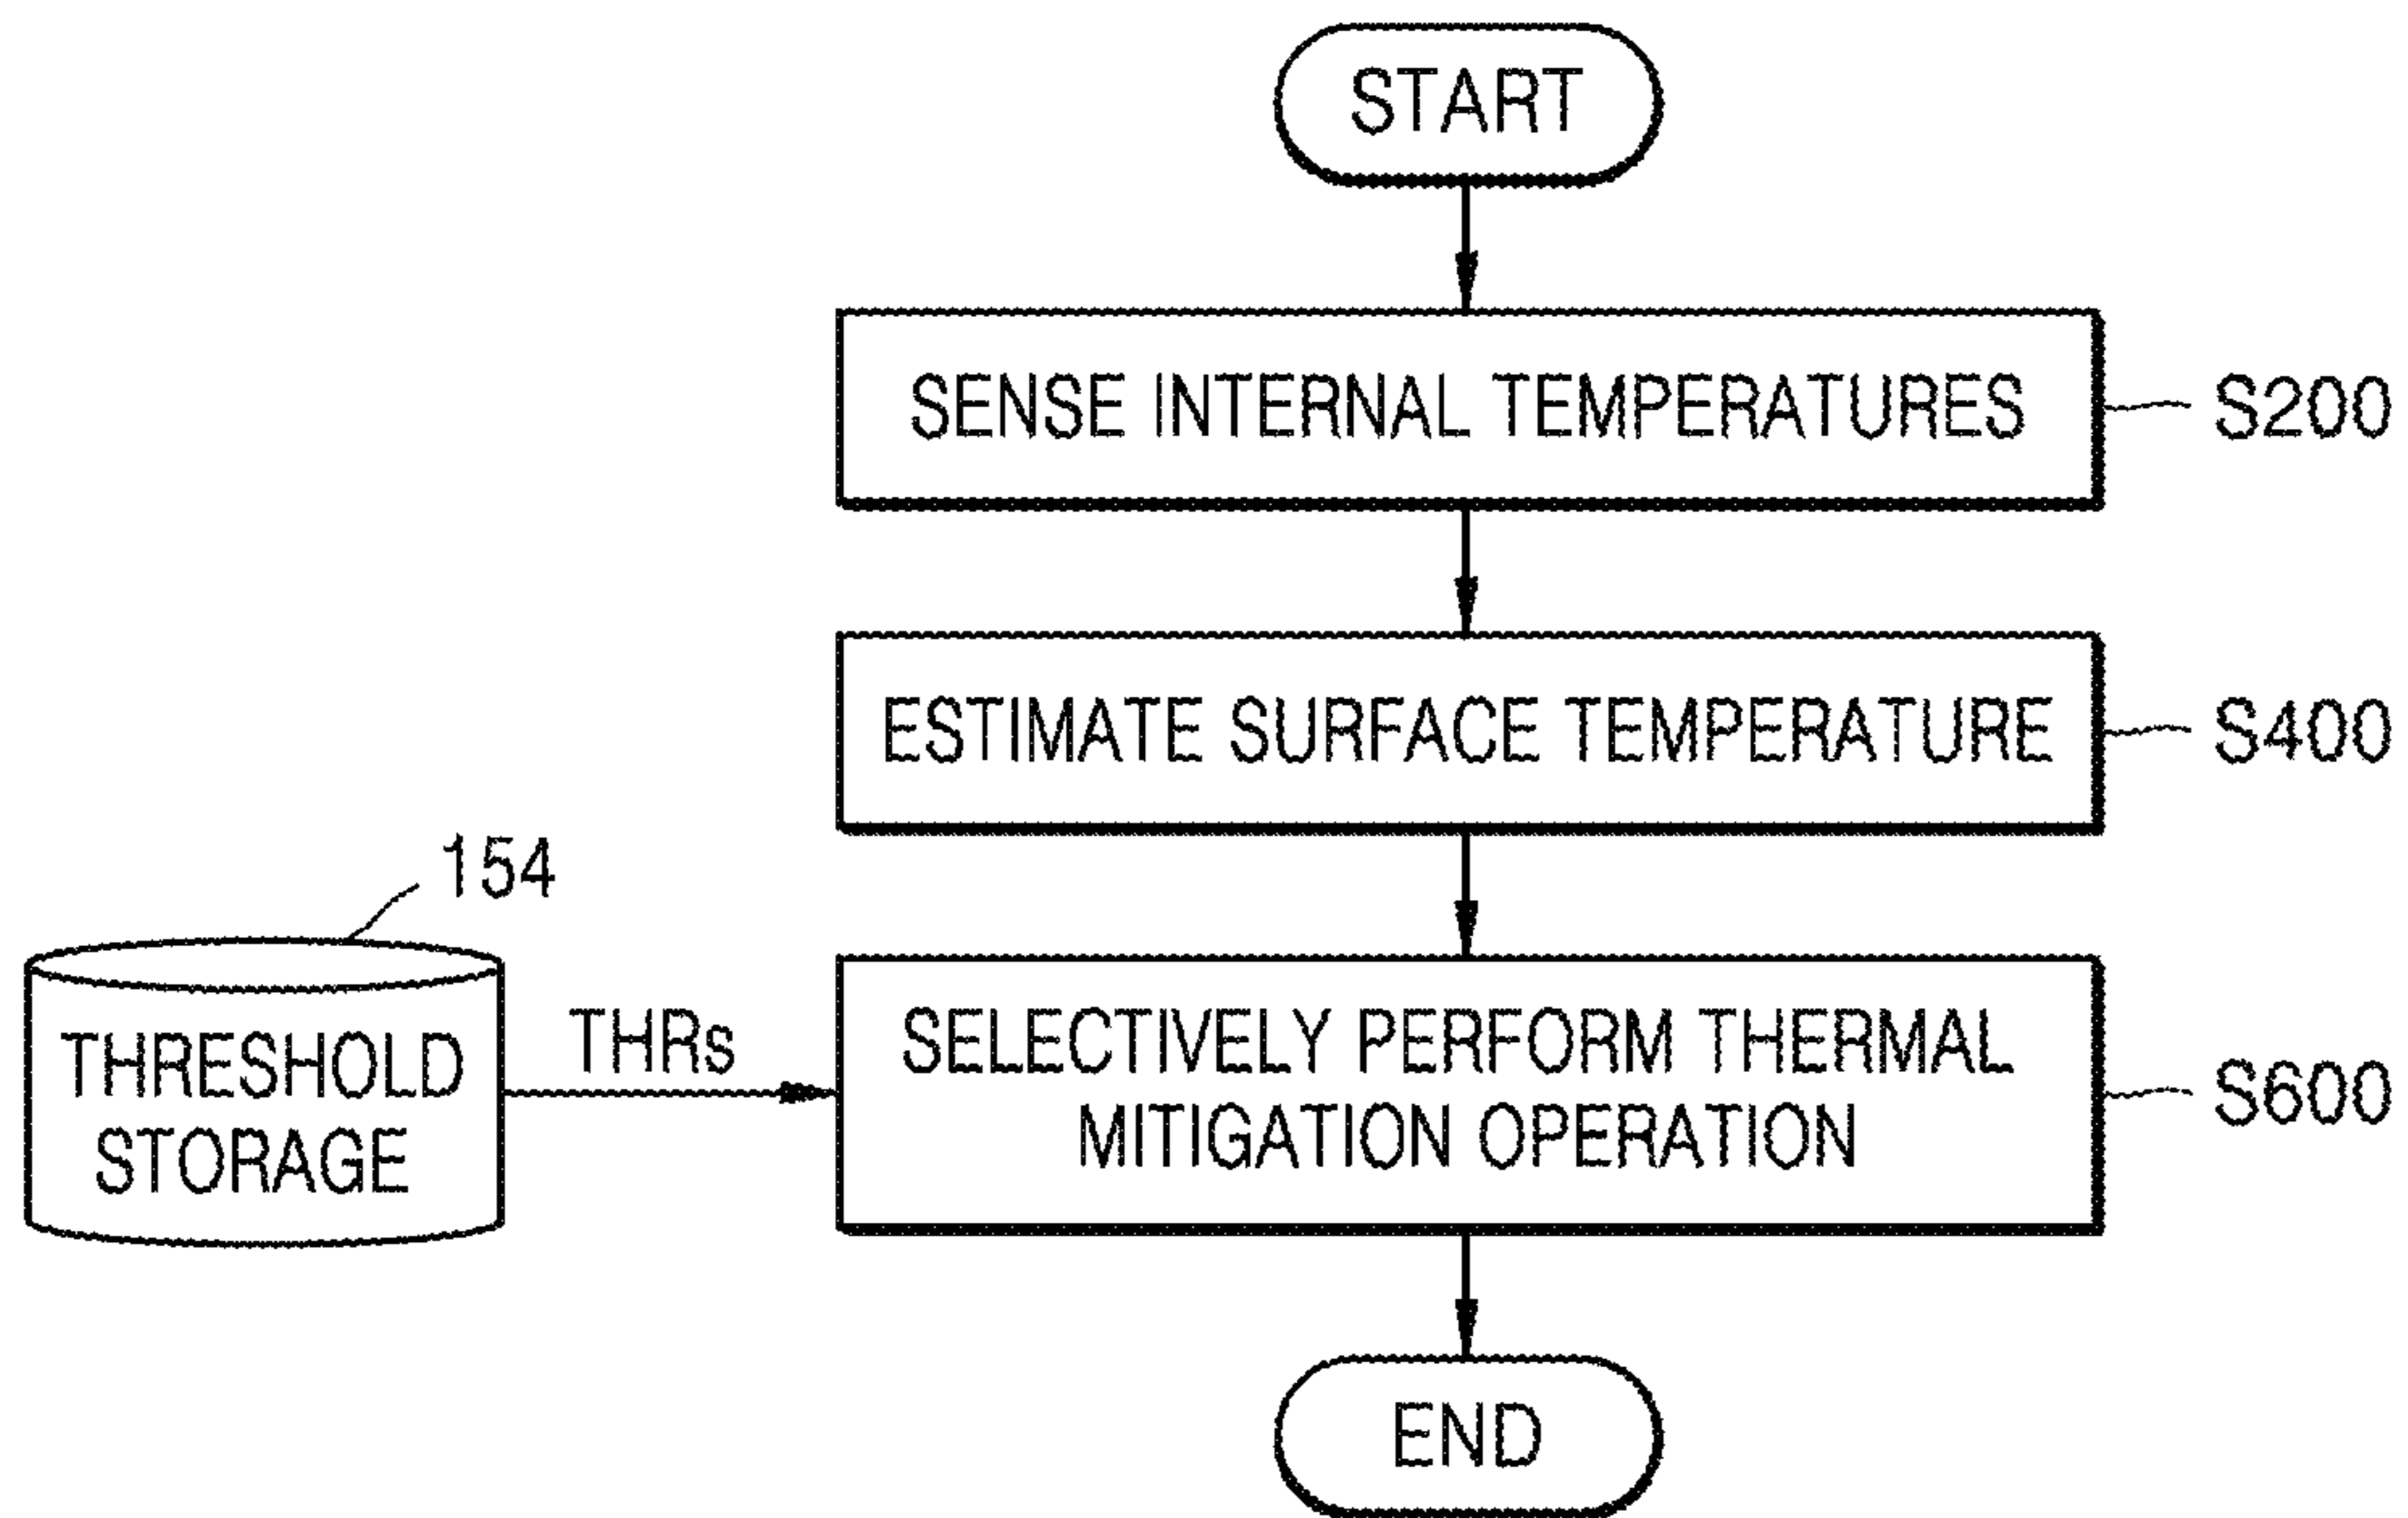 START
SENSE INTERNAL TEMPERATURES
S200
ESTIMATE SURFACE TEMPERATURE
S400
154
THRESHOLD
STORAGE
THRs
SELECTIVELY PERFORM THERMAL
MITIGATION OPERATION
S600
END